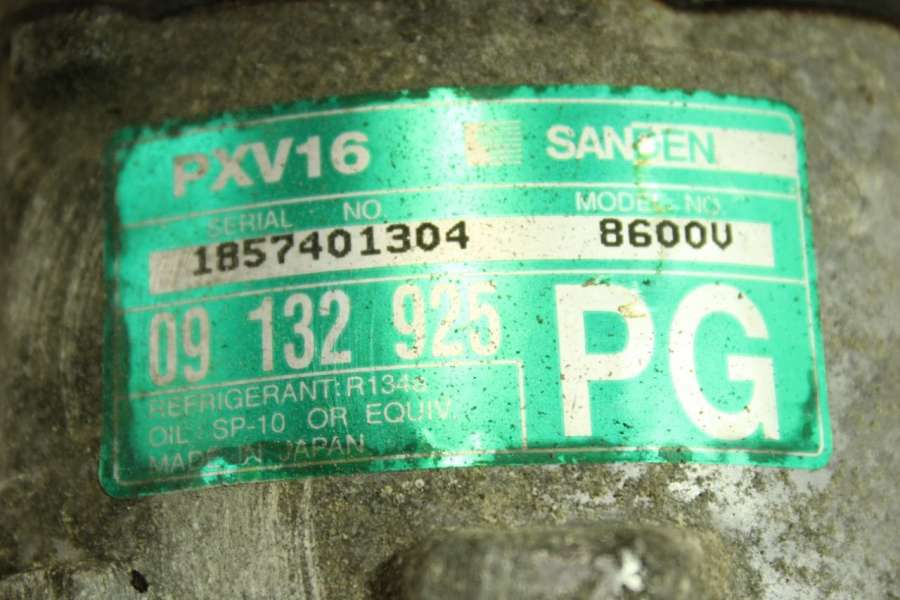 PXV16 SANDEN
SERIAL NO MODEL NO.
1857401304 8600V
09 132 925 PG
REFRIGERANT: R134a
OIL : SP-10 OR EQUIV.
MADE IN JAPAN